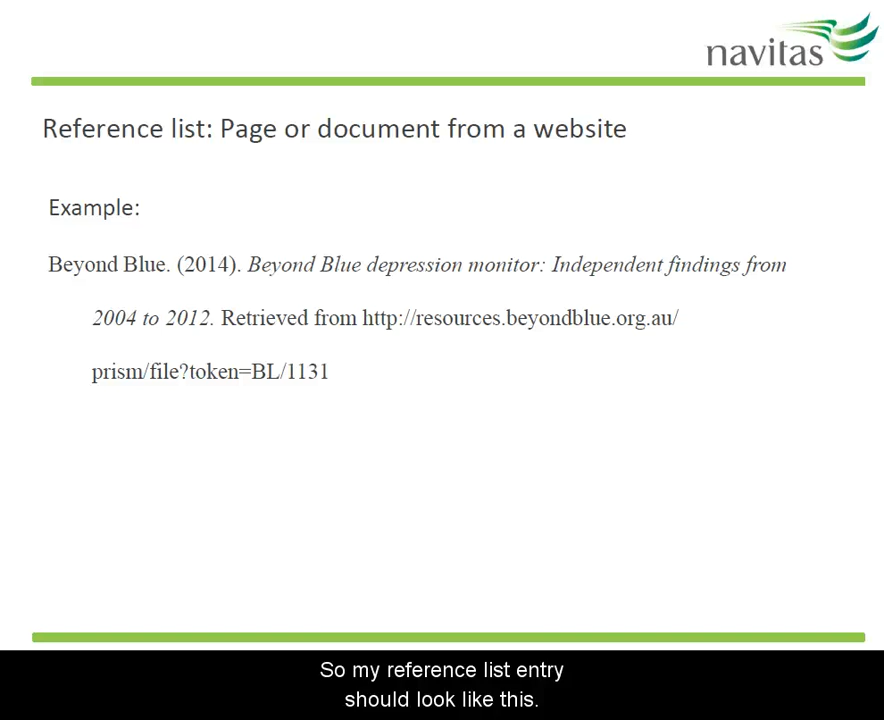 navitas
Reference list: Page or document from a website
Example:
Beyond Blue. (2014). Beyond Blue depression monitor: Independent findings from
2004 to 2012. Retrieved from http://resources.beyondblue.org.au/
prism/file?token=BL/1131
So my reference list entry
should look like this.